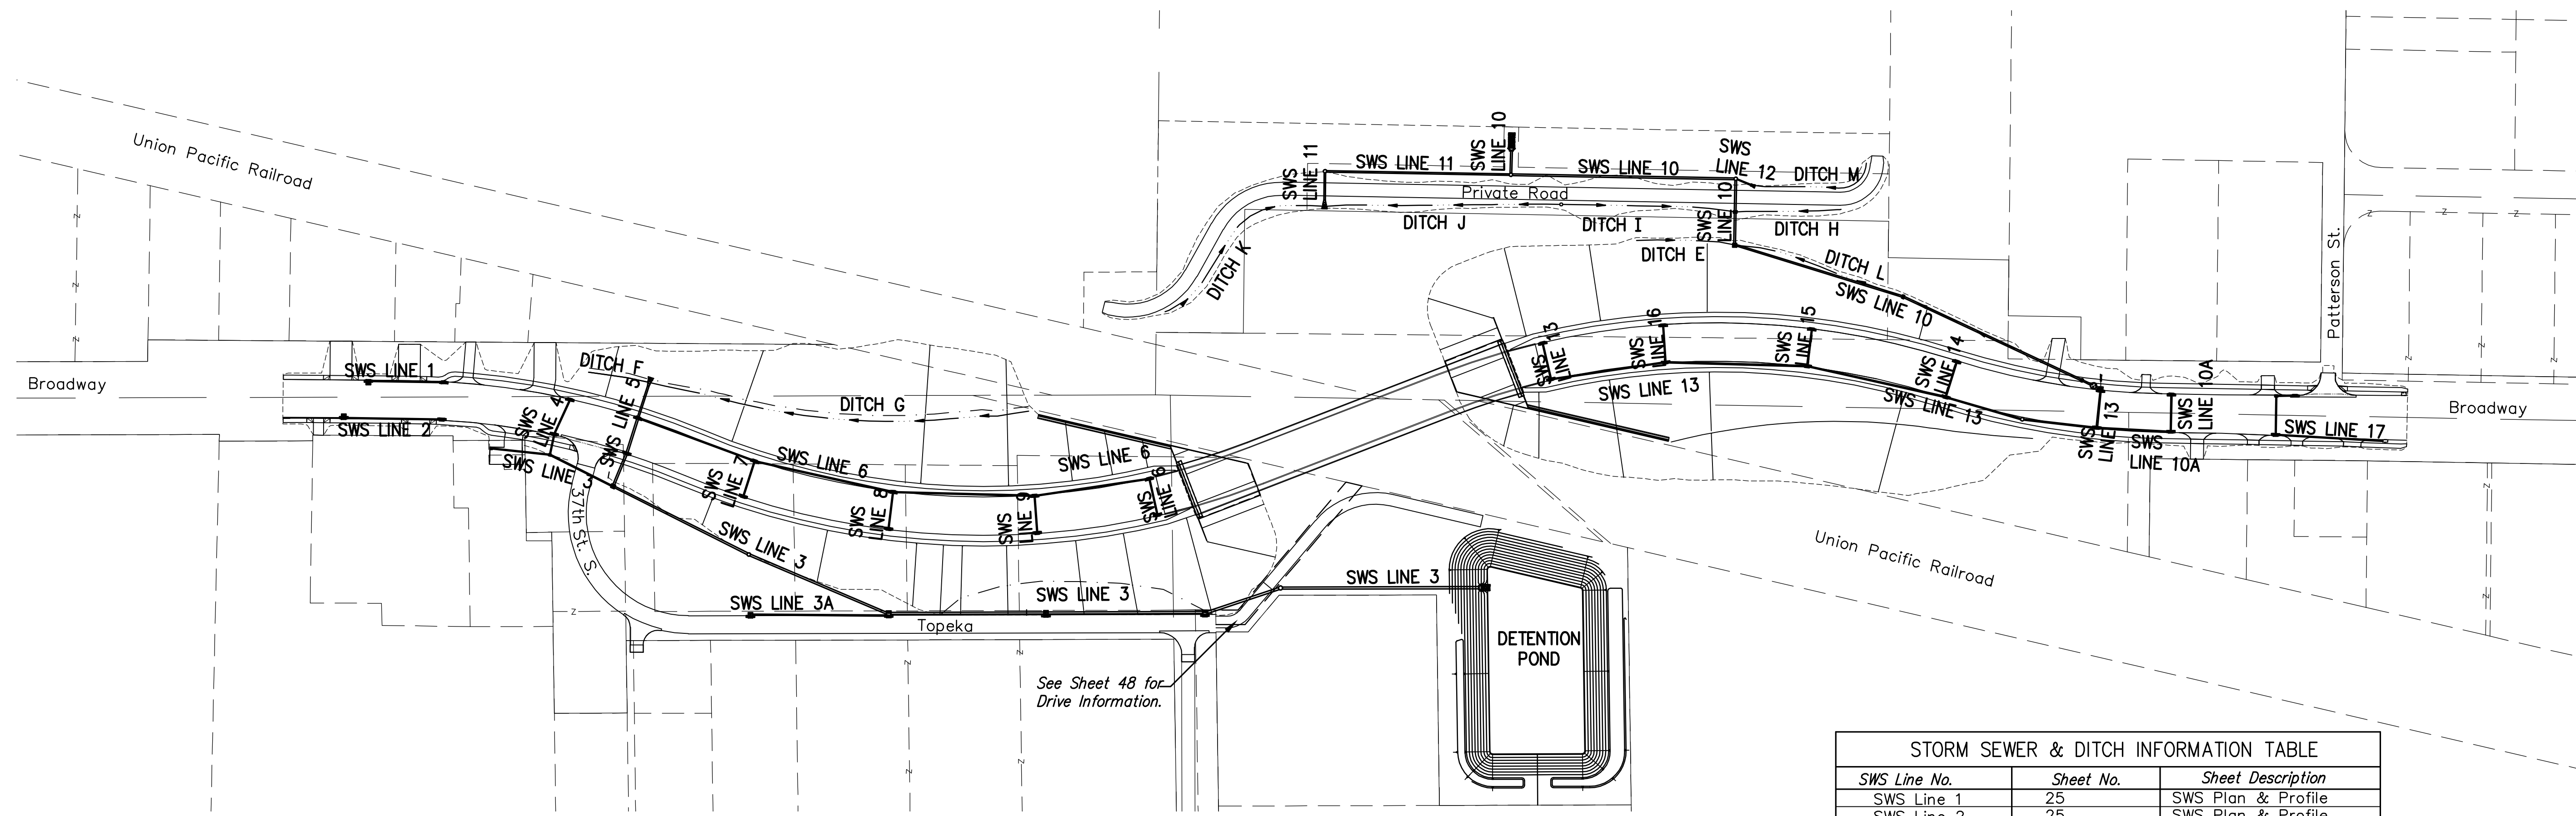 Union Pacific Railroad
Broadway
SWS LINE 1
SWS LINE 2
SWS LINE 3
SWS
LINE 4
SWS LINE 5
DITCH F
DITCH G
37th St. S.
SWS LINE 6
SWS
LINE 7
SWS
LINE 8
SWS
LINE 9
SWS LINE 6
SWS
LINE 6
SWS LINE 3
SWS LINE 3A
SWS LINE 3
Topeka
SWS LINE 3
See Sheet 48 for
Drive Information.
DETENTION
POND
DITCH K
SWS
LINE 11
SWS LINE 11
SWS
LINE 10
SWS LINE 10
SWS
LINE 12
DITCH M
Private Road
DITCH J
DITCH I
SWS
LINE 10
DITCH H
DITCH E
DITCH L
SWS LINE 10
SWS
LINE 13
SWS
LINE 16
SWS
LINE 15
SWS
LINE 14
SWS LINE 13
SWS LINE 13
SWS
LINE 13
SWS
LINE 10A
SWS
LINE 10A
SWS LINE 17
Patterson St.
Broadway
Union Pacific Railroad
STORM SEWER & DITCH INFORMATION TABLE
SWS Line No. Sheet No. Sheet Description
SWS Line 1 25 SWS Plan & Profile
SWS Line 2 25 SWS Plan & Profile